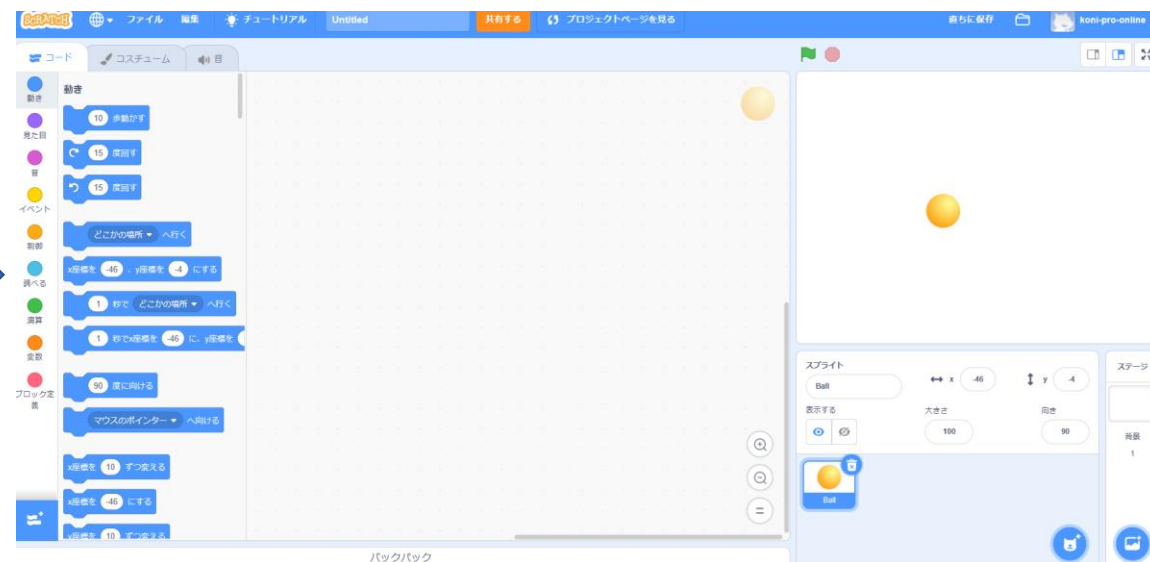 SCRATCH ファイル 編集 チュートリアル Untitled 共有する プロジェクトページを見る 直ちに保存 koni-pro-online
コード コスチューム 音
動き
見た目
音
イベント
制御
調べる
演算
変数
ブロック定
義
動き
10 歩動かす
15 度回す
15 度回す
どこかの場所 へ行く
x座標を -46 、y座標を -4 にする
1 秒で どこかの場所 へ行く
1 秒でx座標を -46 に、y座標を
90 度に向ける
マウスのポインター へ向ける
x座標を 10 ずつ変える
x座標を -46 にする
x座標を 10 ずつ変える
バックパック
スプライト
Ball x -46 y -4
表示する 大きさ 向き
100 90
Ball
ステージ
背景
1